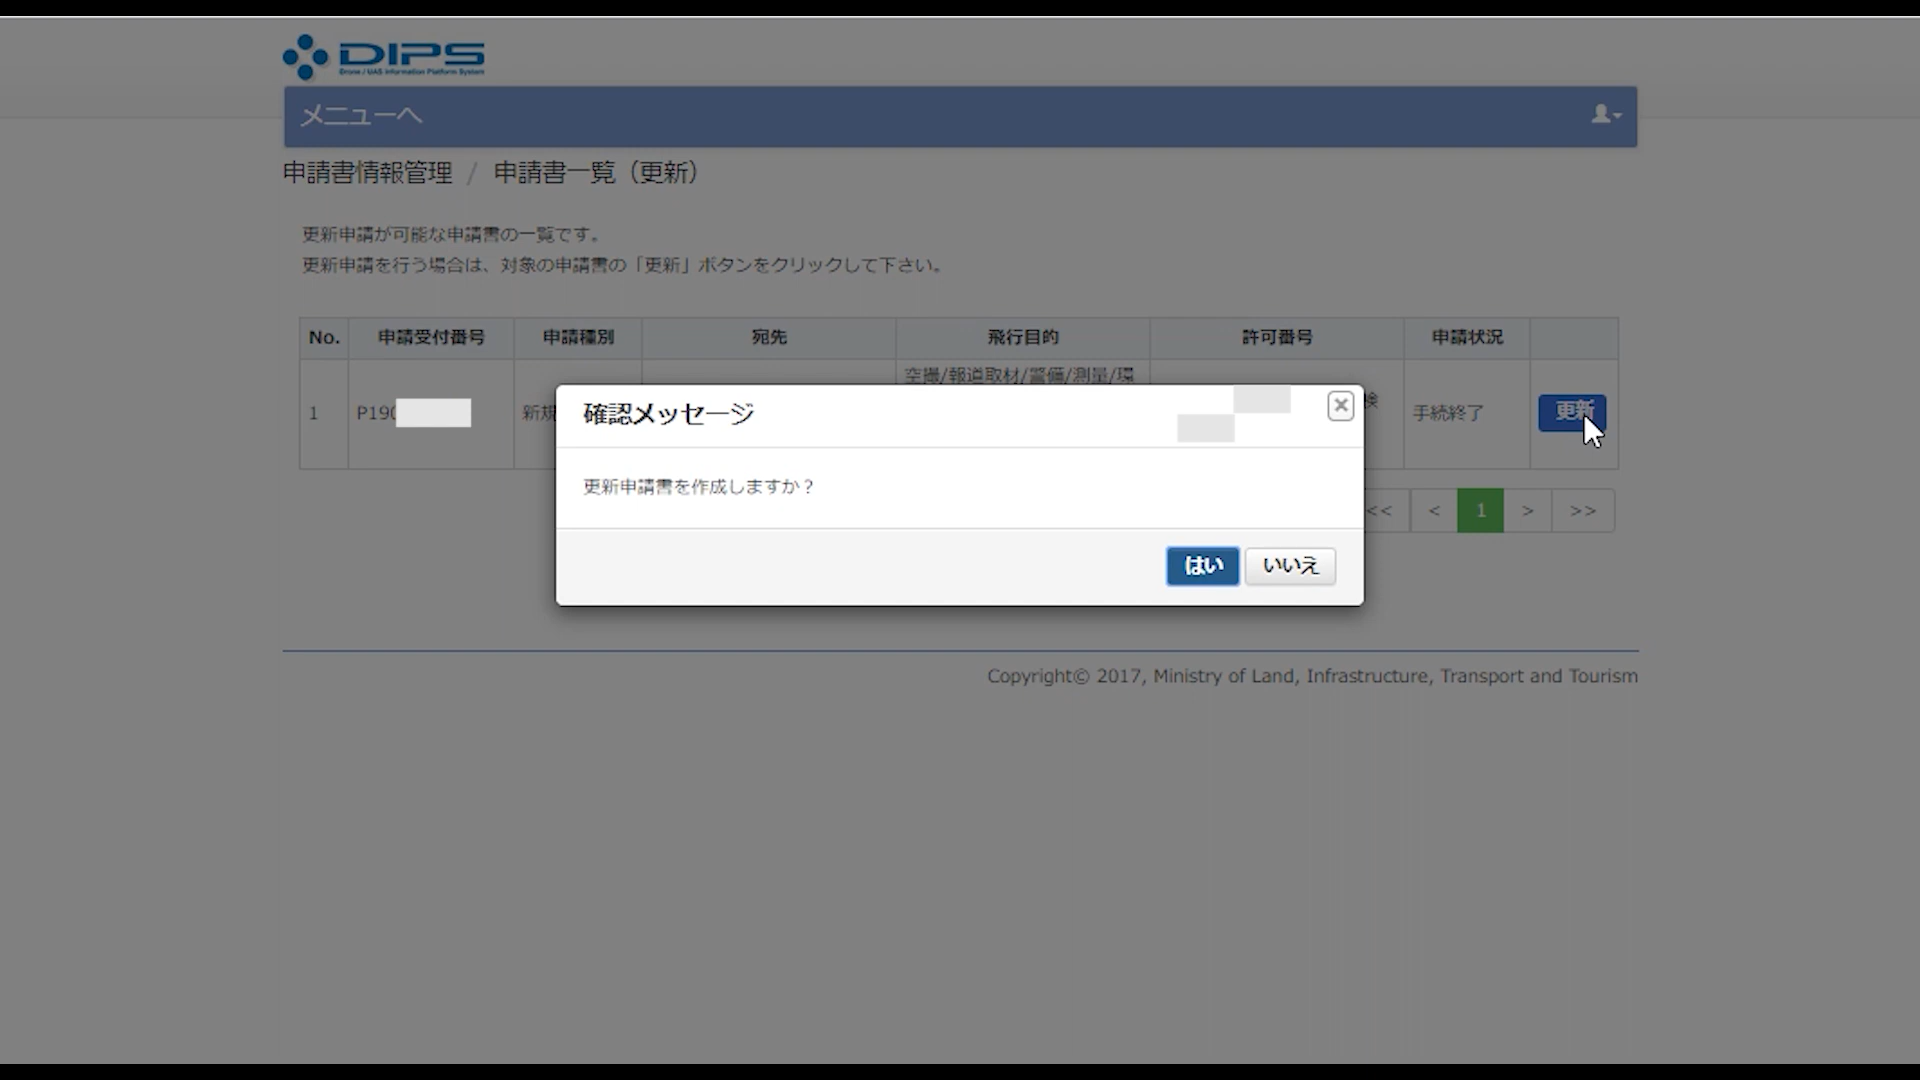 DIPS
Drone / UAS Information Platform System
メニューへ
申請書情報管理 / 申請書一覧（更新）
更新申請が可能な申請書の一覧です。
更新申請を行う場合は、対象の申請書の「更新」ボタンをクリックして下さい。
No. 申請受付番号 申請種別 宛先 飛行目的 許可番号 申請状況
空撮/報道取材/警備/測量/環
1 P190 新規 検 手続終了 更新
確認メッセージ
更新申請書を作成しますか？
<< < 1 > >>
はい いいえ
Copyright© 2017, Ministry of Land, Infrastructure, Transport and Tourism